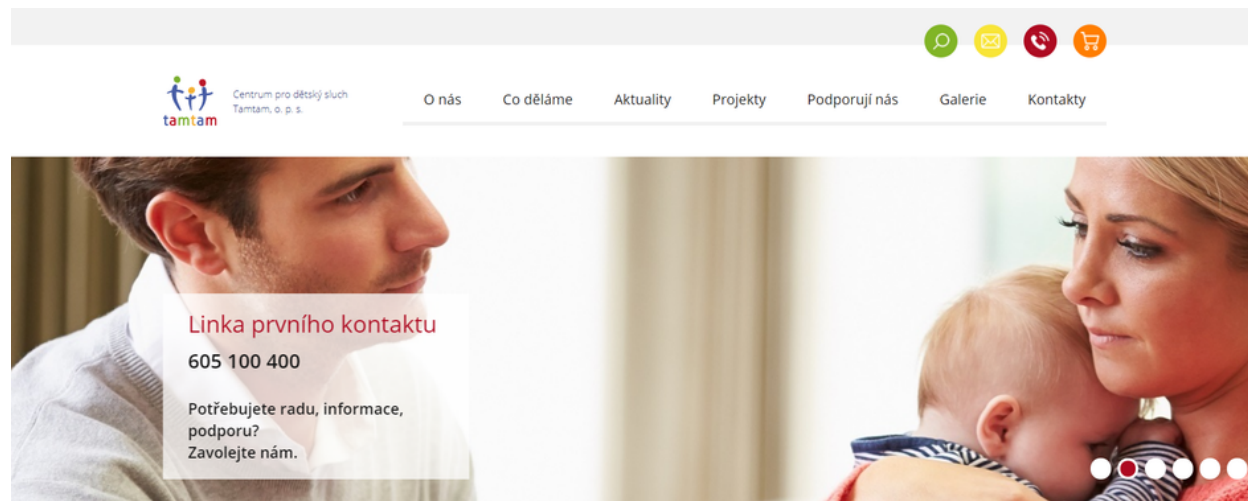 tamtam
Centrum pro dětský sluch
Tamtam, o. p. s.
O nás Co děláme Aktuality Projekty Podporují nás Galerie Kontakty
Linka prvního kontaktu
605 100 400
Potřebujete radu, informace,
podporu?
Zavolejte nám.